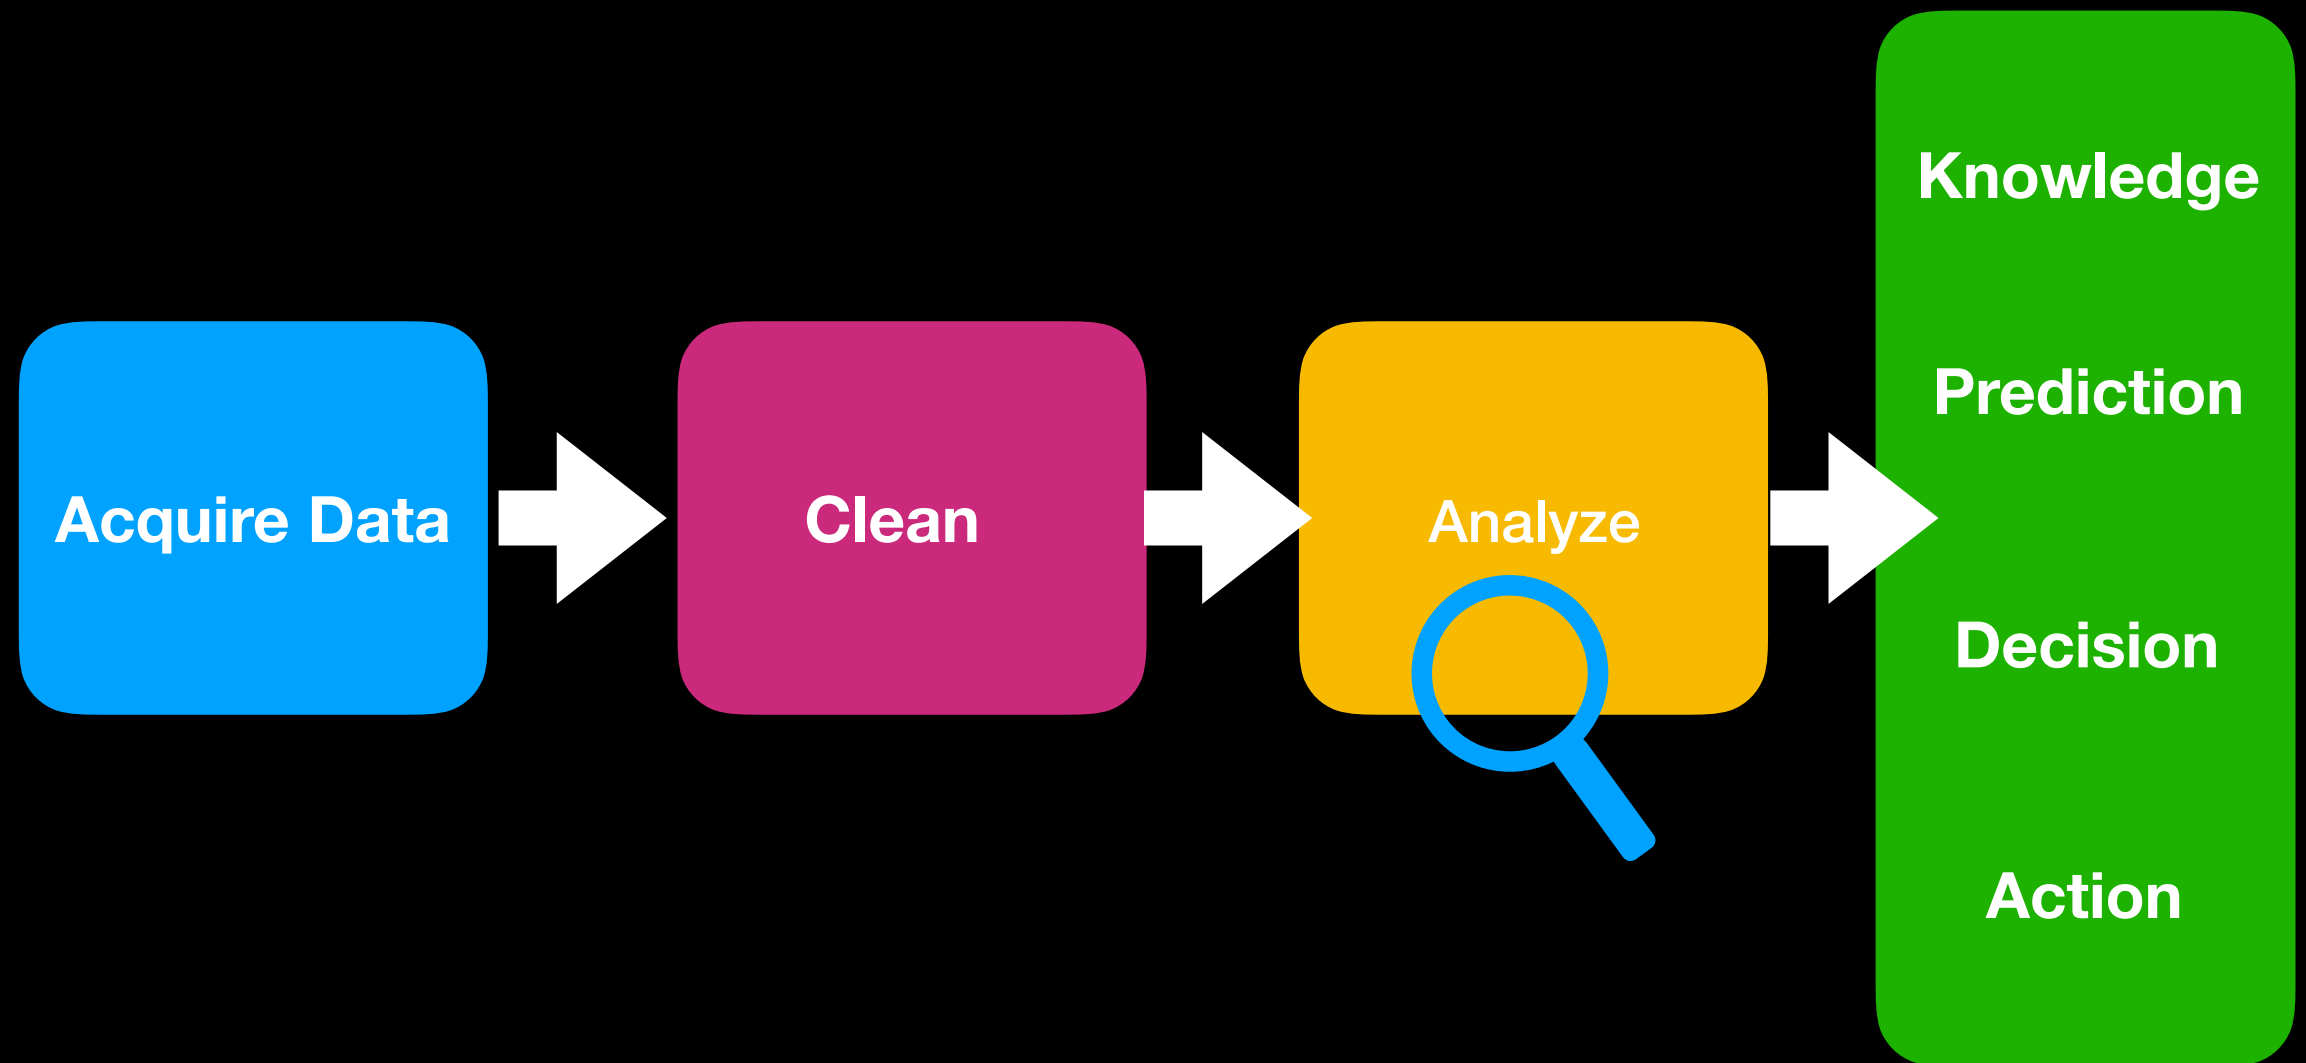 Acquire Data
Clean
Analyze
Knowledge
Prediction
Decision
Action